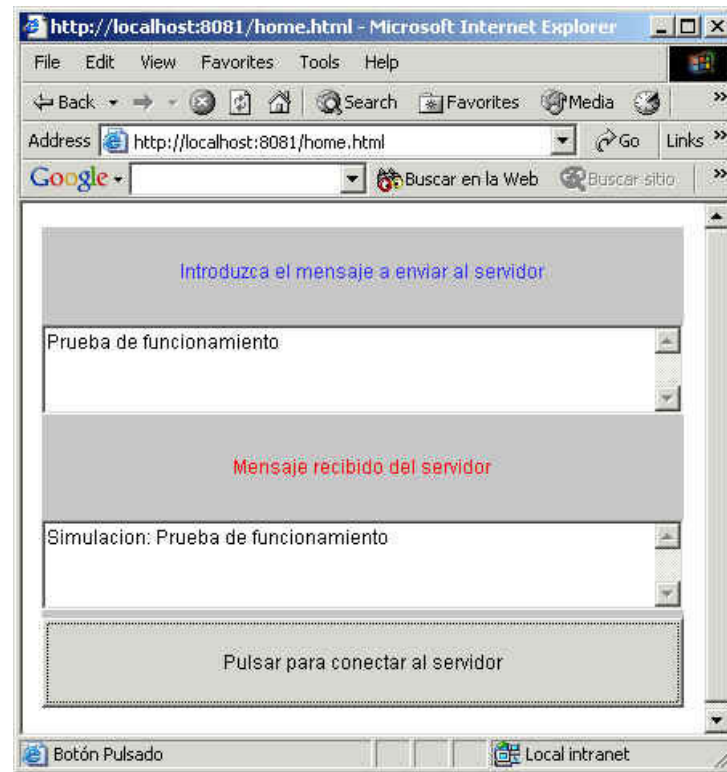 http://localhost:8081/home.html - Microsoft Internet Explorer
File Edit View Favorites Tools Help
Back Search Favorites Media »
Address http://localhost:8081/home.html Go Links »
Google Buscar en la Web Buscar sitio »
Introduzca el mensaje a enviar al servidor
Prueba de funcionamiento
Mensaje recibido del servidor
Simulacion: Prueba de funcionamiento
Pulsar para conectar al servidor
Botón Pulsado Local intranet